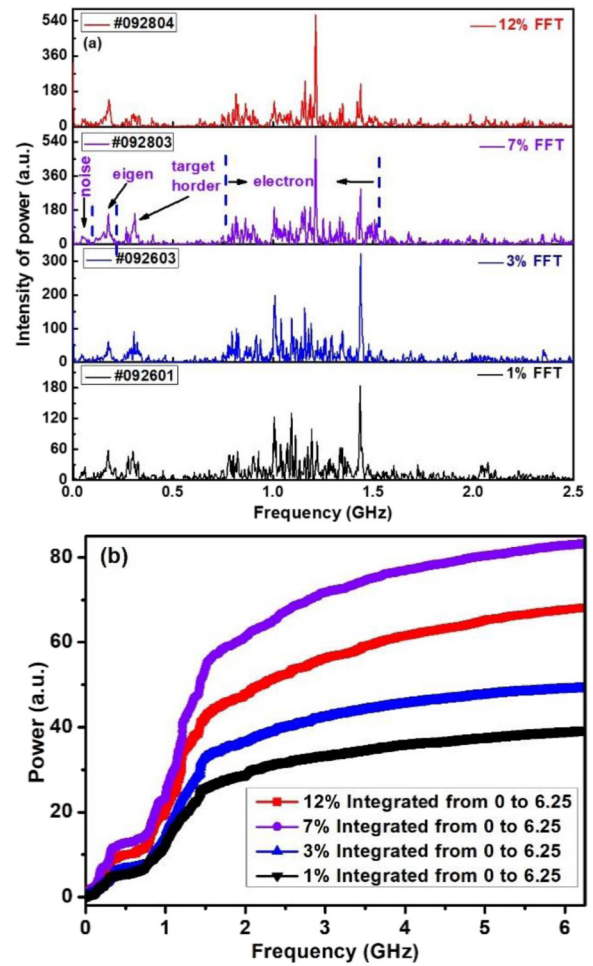 #092804
12% FFT
(a)
540
360
180
0
#092803
7% FFT
540
360
180
0
noise
eigen
target
horder
electron
#092603
3% FFT
300
200
100
0
#092601
1% FFT
180
120
60
0
0.0 0.5 1.0 1.5 2.0 2.5
Frequency (GHz)
Intensity of power (a.u.)
(b)
80
60
40
20
0
Power (a.u.)
12% Integrated from 0 to 6.25
7% Integrated from 0 to 6.25
3% Integrated from 0 to 6.25
1% Integrated from 0 to 6.25
0 1 2 3 4 5 6
Frequency (GHz)